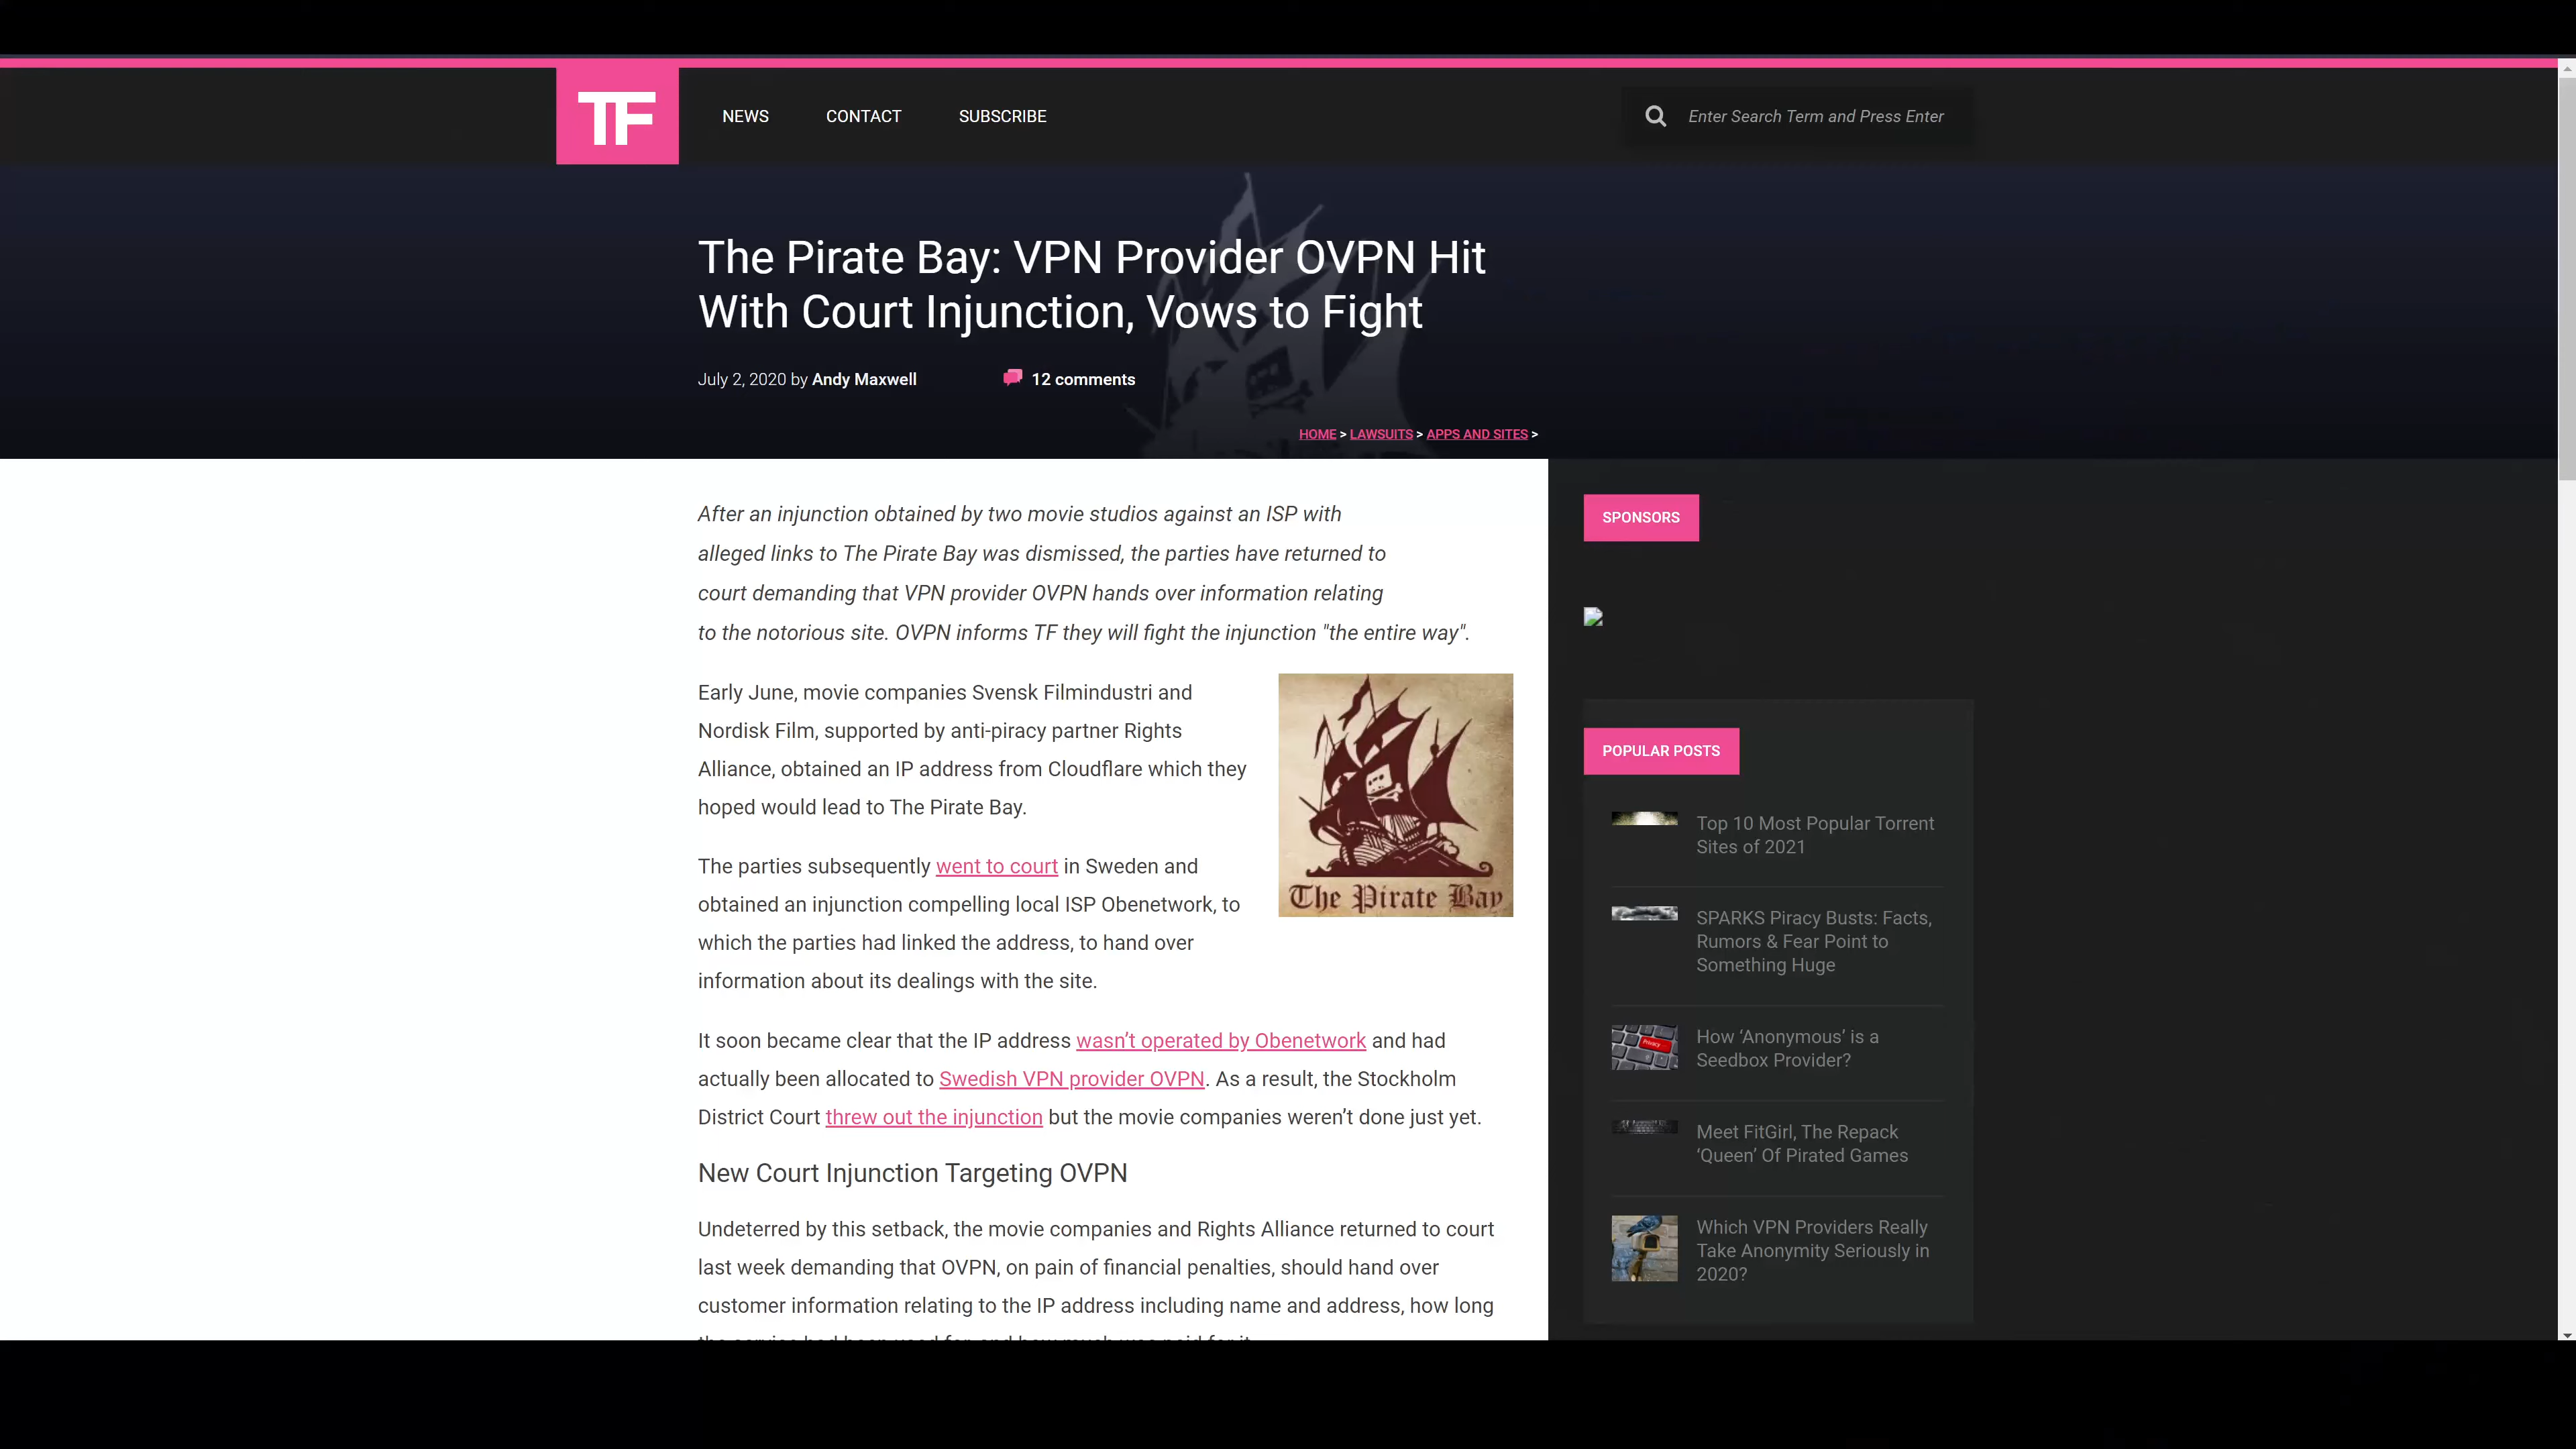 TF
NEWS
CONTACT
SUBSCRIBE
Enter Search Term and Press Enter
The Pirate Bay: VPN Provider OVPN Hit
With Court Injunction, Vows to Fight
July 2, 2020 by Andy Maxwell
12 comments
HOME > LAWSUITS > APPS AND SITES >
After an injunction obtained by two movie studios against an ISP with
alleged links to The Pirate Bay was dismissed, the parties have returned to
court demanding that VPN provider OVPN hands over information relating
to the notorious site. OVPN informs TF they will fight the injunction "the entire way".
Early June, movie companies Svensk Filmindustri and
Nordisk Film, supported by anti-piracy partner Rights
Alliance, obtained an IP address from Cloudflare which they
hoped would lead to The Pirate Bay.
The Pirate Bay
The parties subsequently went to court in Sweden and
obtained an injunction compelling local ISP Obenetwork, to
which the parties had linked the address, to hand over
information about its dealings with the site.
It soon became clear that the IP address wasn’t operated by Obenetwork and had
actually been allocated to Swedish VPN provider OVPN. As a result, the Stockholm
District Court threw out the injunction but the movie companies weren’t done just yet.
New Court Injunction Targeting OVPN
Undeterred by this setback, the movie companies and Rights Alliance returned to court
last week demanding that OVPN, on pain of financial penalties, should hand over
customer information relating to the IP address including name and address, how long
SPONSORS
POPULAR POSTS
Top 10 Most Popular Torrent
Sites of 2021
SPARKS Piracy Busts: Facts,
Rumors & Fear Point to
Something Huge
Privacy
How ‘Anonymous’ is a
Seedbox Provider?
Meet FitGirl, The Repack
‘Queen’ Of Pirated Games
Which VPN Providers Really
Take Anonymity Seriously in
2020?